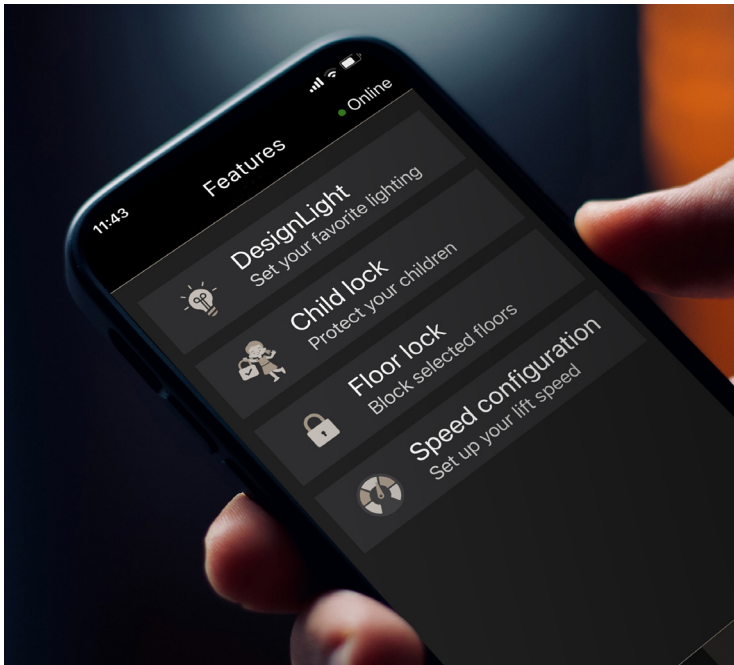 11:43
Features
Online
DesignLight
Set your favorite lighting
Child lock
Protect your children
Floor lock
Block selected floors
Speed configuration
Set up your lift speed